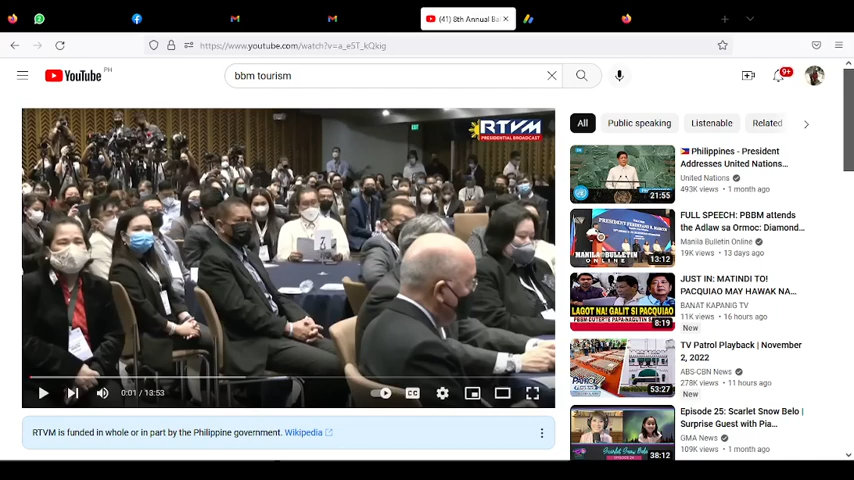 (41) 8th Annual Ba
https://www.youtube.com/watch?v=a_e5T_kQkig
YouTube PH
bbm tourism
9+
RTVM
PRESIDENTIAL BROADCAST
EXIT
Z
0:01 / 13:53
CC
RTVM is funded in whole or in part by the Philippine government. Wikipedia
All
Public speaking
Listenable
Related
Philippines - President
Addresses United Nations…
United Nations
493K views • 1 month ago
21:55
FULL SPEECH: PBBM attends
the Adlaw sa Ormoc: Diamond…
Manila Bulletin Online
19K views • 13 days ago
MANILA BULLETIN
ONLINE
13:12
JUST IN: MATINDI TO!
PACQUIAO MAY HAWAK NA…
BANAT KAPANIG TV
11K views • 16 hours ago
New
LAGOT NA! GALIT SI PACQUIAO
8:19
TV Patrol Playback | November
2, 2022
ABS-CBN News
278K views • 11 hours ago
New
53:27
Episode 25: Scarlet Snow Belo |
Surprise Guest with Pia…
GMA News
109K views • 1 month ago
38:12